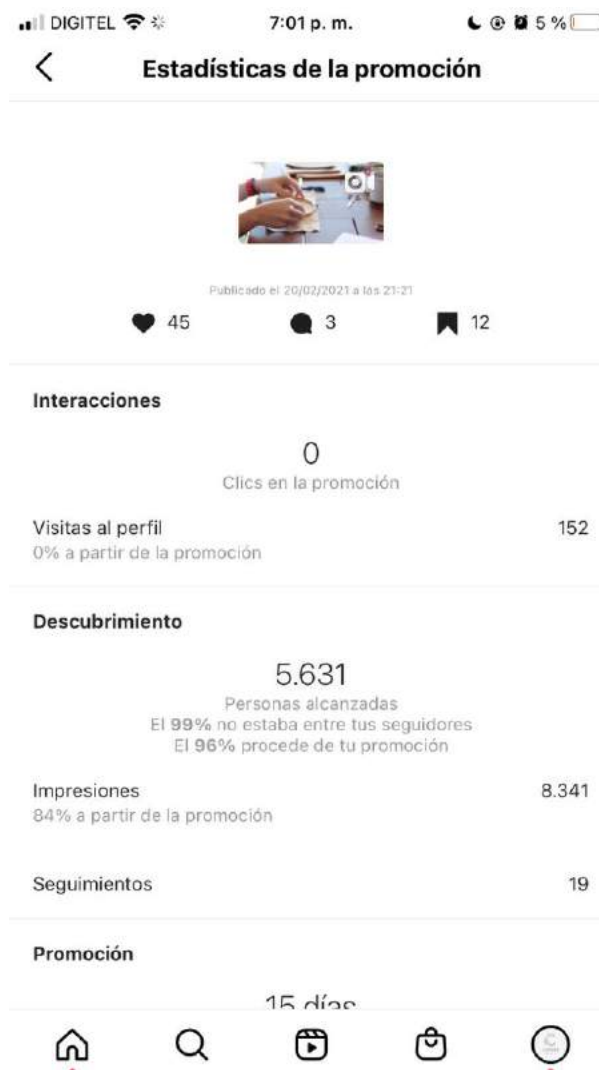 DIGITEL 7:01 p. m. 5 %
Estadísticas de la promoción
Publicado el 20/02/2021 a las 21:21
45 3 12
Interacciones
0
Clics en la promoción
Visitas al perfil 152
0% a partir de la promoción
Descubrimiento
5.631
Personas alcanzadas
El 99% no estaba entre tus seguidores
El 96% procede de tu promoción
Impresiones 8.341
84% a partir de la promoción
Seguimientos 19
Promoción
15 días